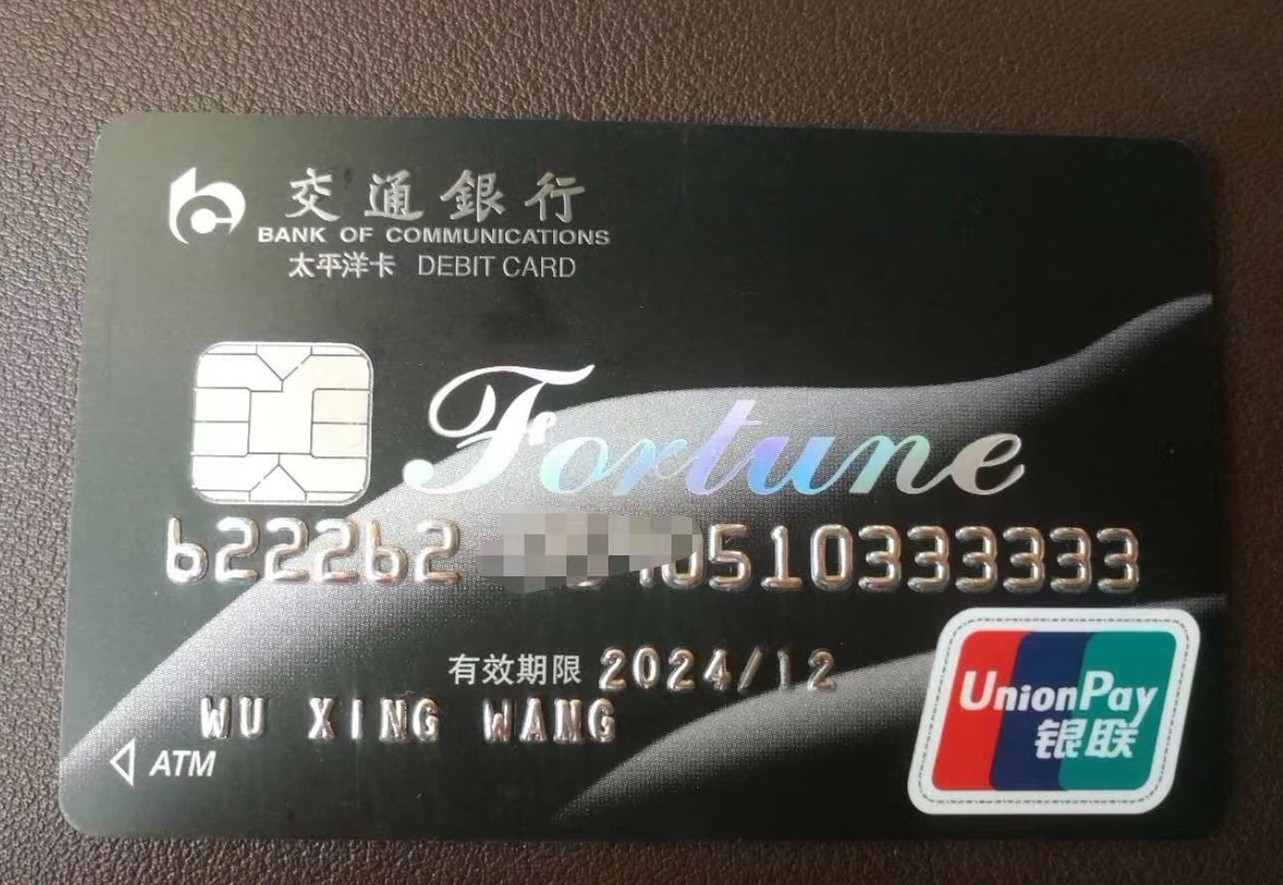 交通銀行
BANK OF COMMUNICATIONS
太平洋卡 DEBIT CARD
Fortune
622262 0510333333
有效期限 2024/12
WU XING WANG
ATM
UnionPay
银联